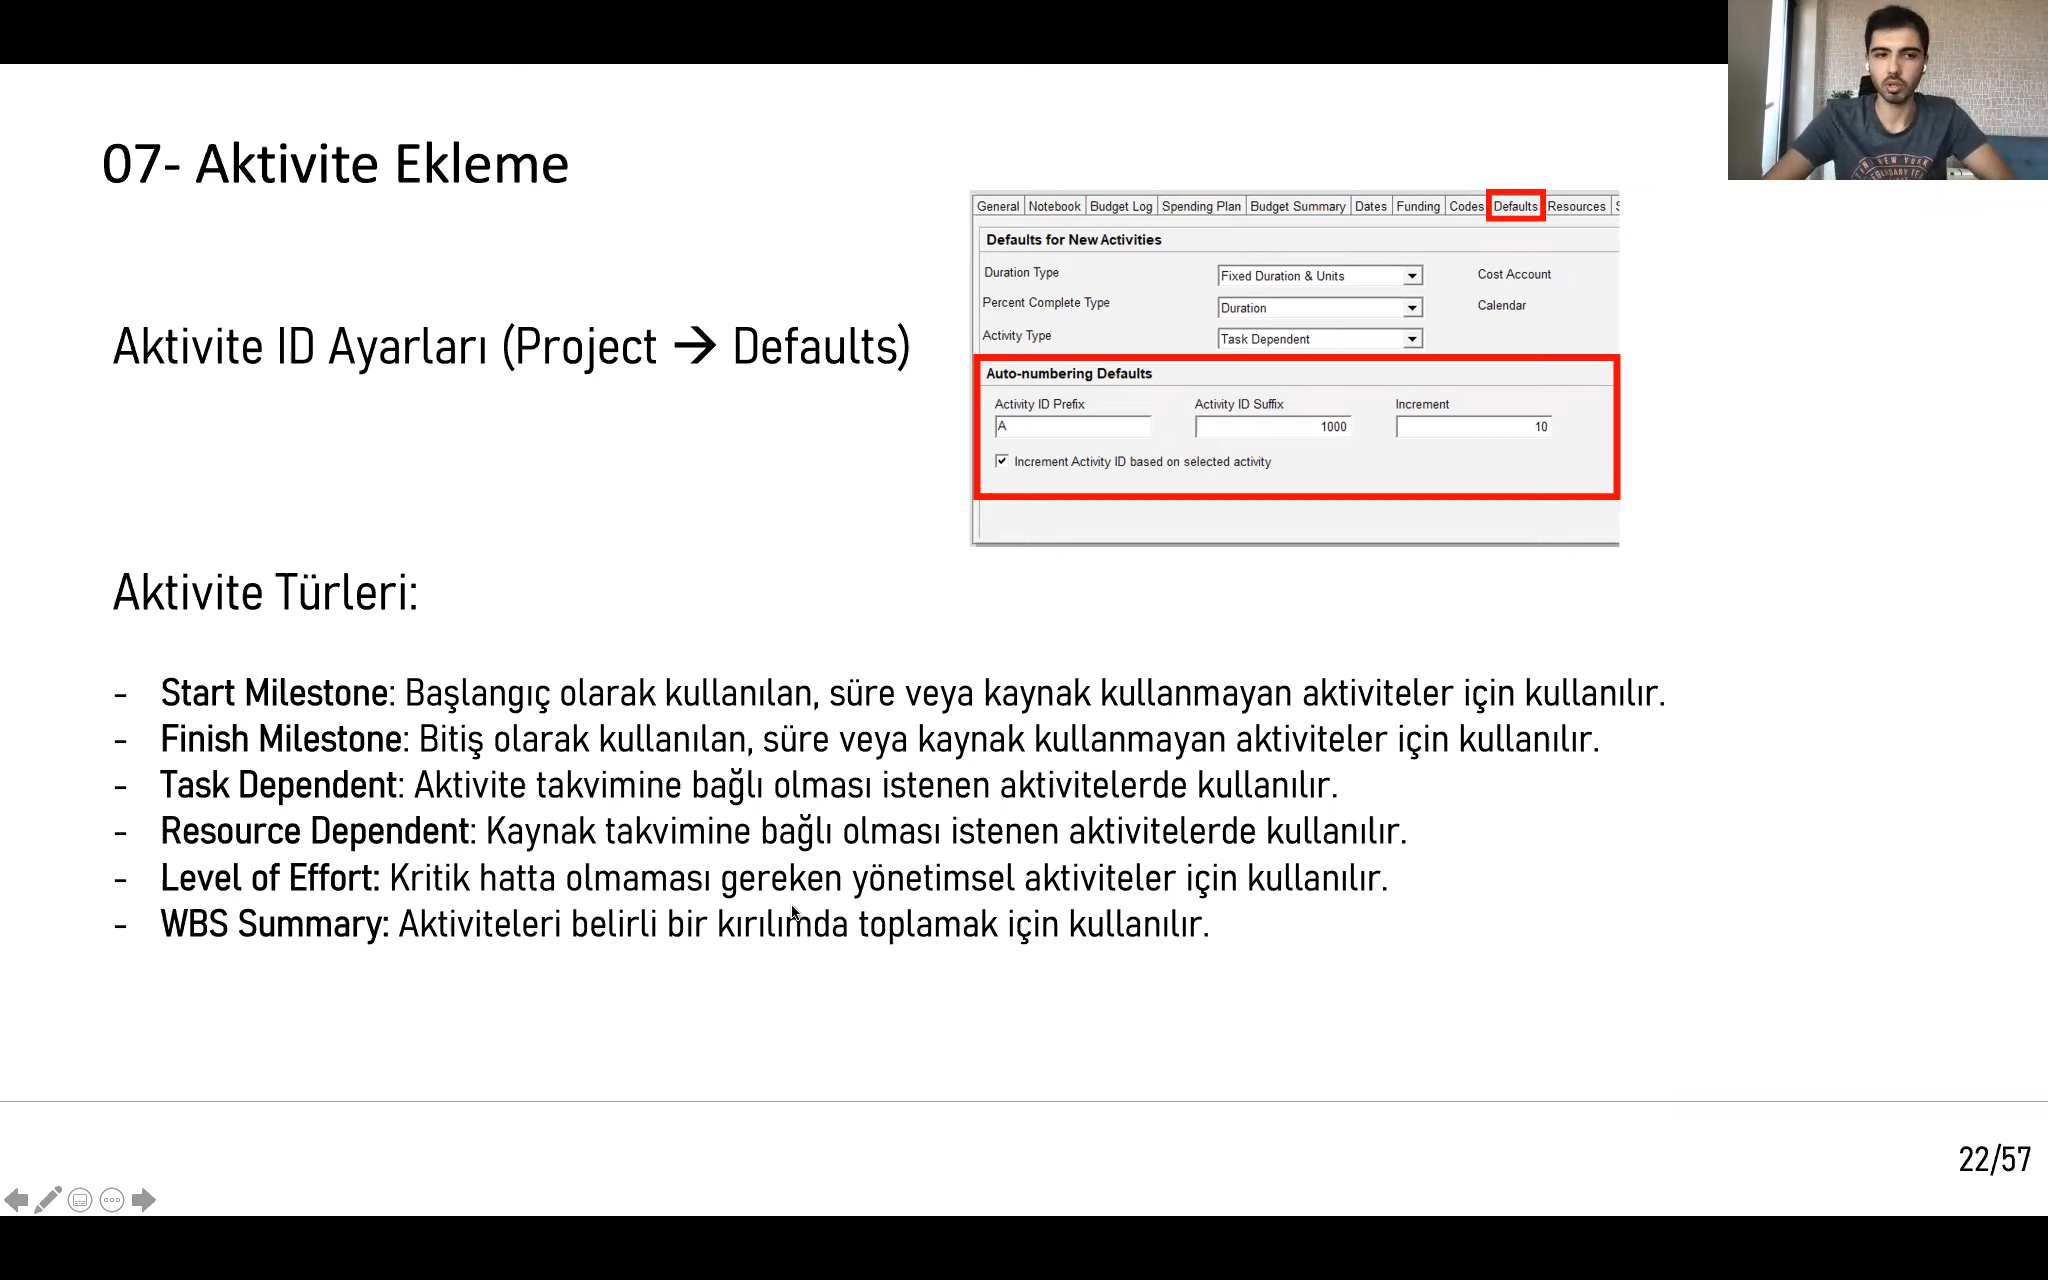 07- Aktivite Ekleme
General Notebook Budget Log Spending Plan Budget Summary Dates Funding Codes Defaults Resources
Defaults for New Activities
Duration Type Fixed Duration & Units Cost Account
Percent Complete Type Duration Calendar
Activity Type Task Dependent
Aktivite ID Ayarları (Project → Defaults)
Auto-numbering Defaults
Activity ID Prefix Activity ID Suffix Increment
A 1000 10
Increment Activity ID based on selected activity
Aktivite Türleri:
- Start Milestone: Başlangıç olarak kullanılan, süre veya kaynak kullanmayan aktiviteler için kullanılır.
- Finish Milestone: Bitiş olarak kullanılan, süre veya kaynak kullanmayan aktiviteler için kullanılır.
- Task Dependent: Aktivite takvimine bağlı olması istenen aktivitelerde kullanılır.
- Resource Dependent: Kaynak takvimine bağlı olması istenen aktivitelerde kullanılır.
- Level of Effort: Kritik hatta olmaması gereken yönetimsel aktiviteler için kullanılır.
- WBS Summary: Aktiviteleri belirli bir kırılımda toplamak için kullanılır.
22/57